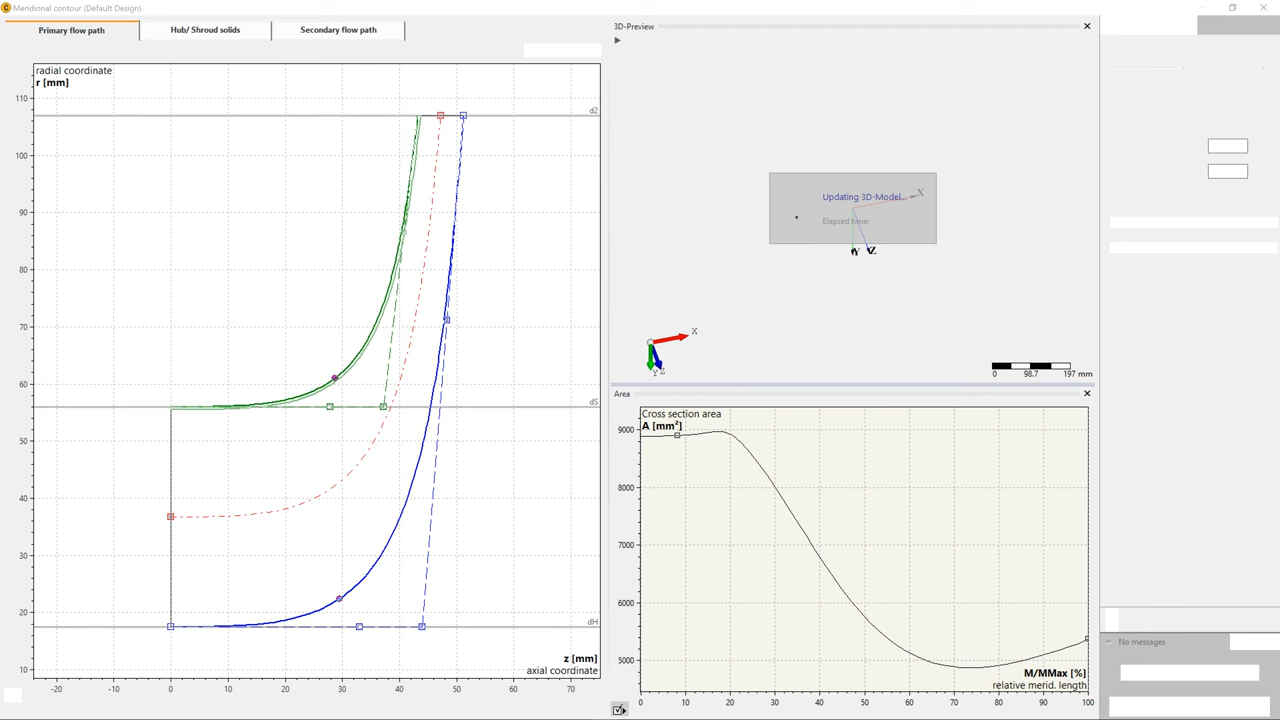 Meridional contour (Default Design)
Primary flow path
Hub/ Shroud solids
Secondary flow path
radial coordinate
r [mm]
110
100
90
80
70
60
50
40
30
20
10
d2
dS
dH
z [mm]
axial coordinate
-20 -10 0 10 20 30 40 50 60 70
3D-Preview
Updating 3D-Model...
Elapsed time:
X
Y Z
X
Y Z
0 98.7 197 mm
Area
Cross section area
A [mm²]
9000
8000
7000
6000
5000
M/MMax [%]
relative merid. length
0 10 20 30 40 50 60 70 80 90 100
No messages